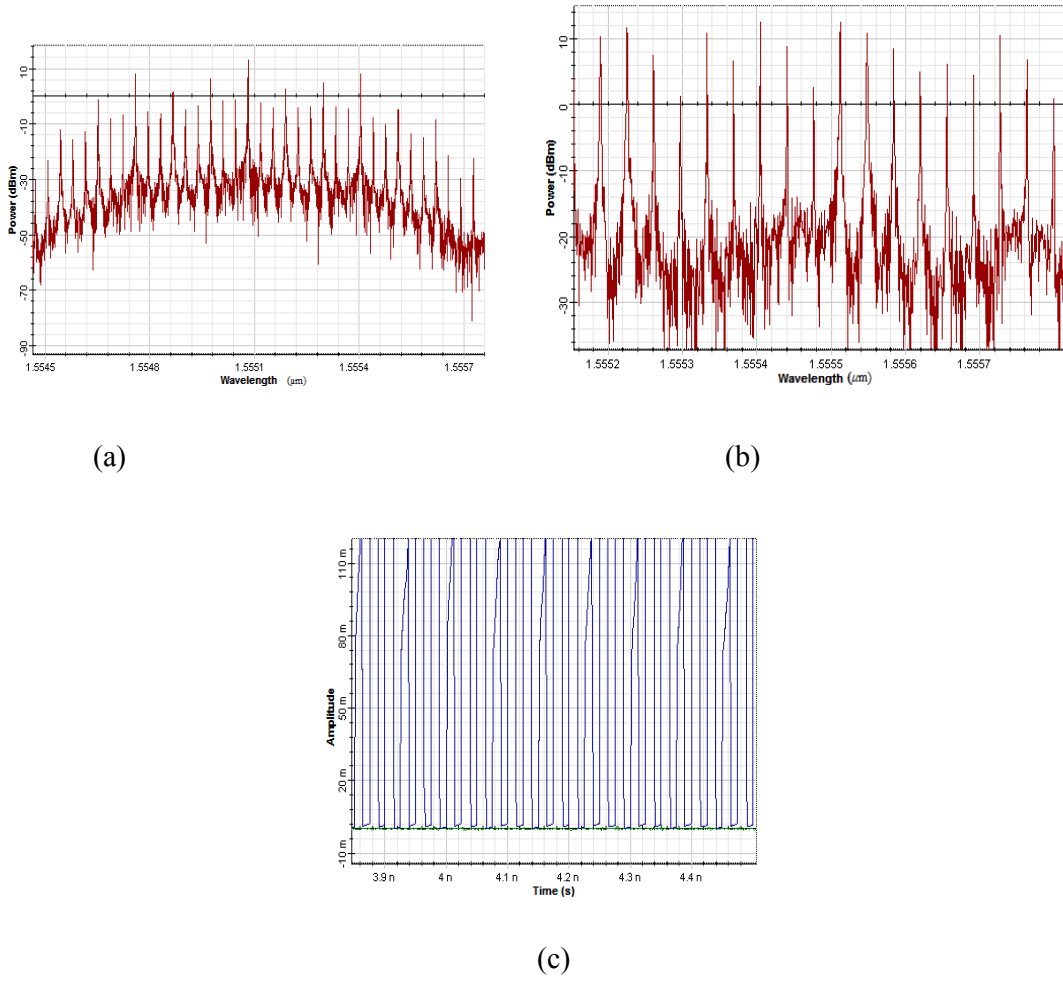 10
-10
-30
-50
-70
-90
Power (dBm)
1.5545 1.5548 1.5551 1.5554 1.5557
Wavelength (μm)
(a)
10
0
-10
-20
-30
Power (dBm)
1.5552 1.5553 1.5554 1.5555 1.5556 1.5557
Wavelength (μm)
(b)
110 m
80 m
50 m
20 m
-10 m
Amplitude
3.9 n 4 n 4.1 n 4.2 n 4.3 n 4.4 n
Time (s)
(c)